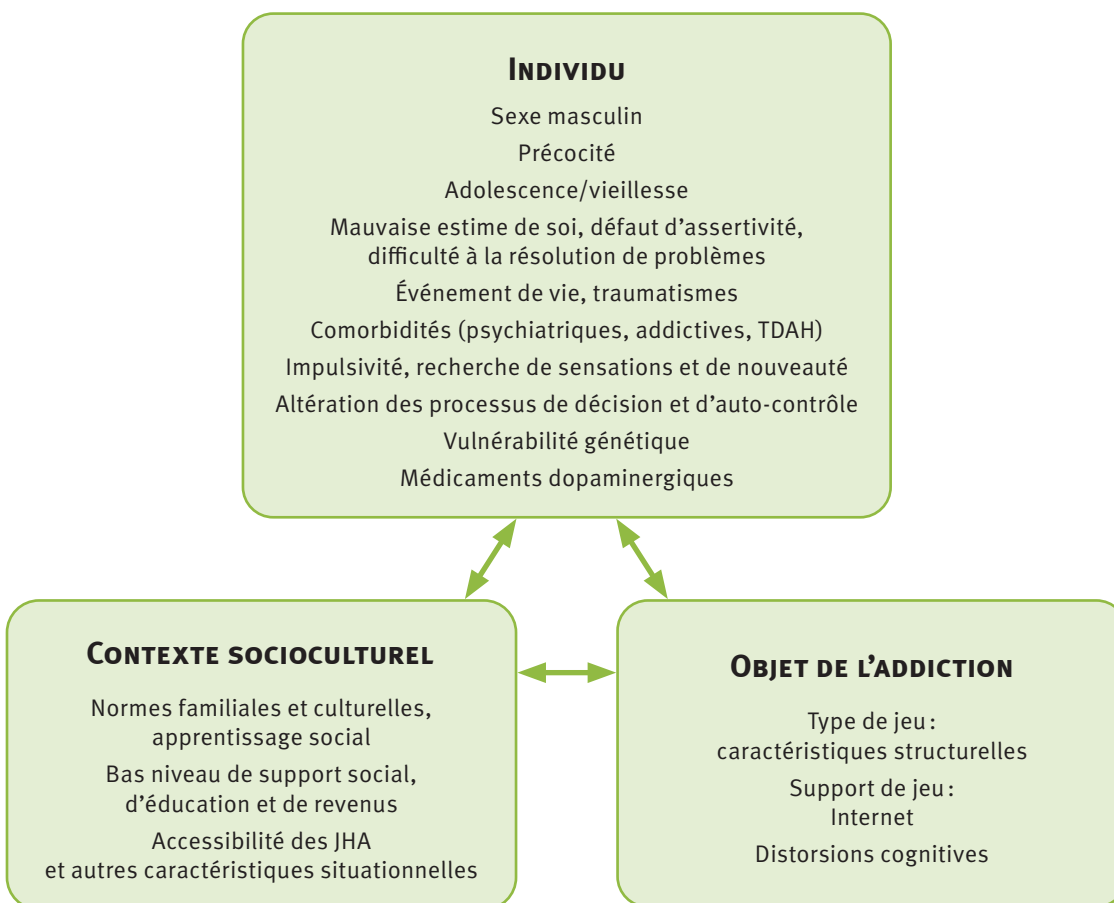 INDIVIDU
Sexe masculin
Précocité
Adolescence/vieillesse
Mauvaise estime de soi, défaut d'assertivité,
difficulté à la résolution de problèmes
Événement de vie, traumatismes
Comorbidités (psychiatriques, addictives, TDAH)
Impulsivité, recherche de sensations et de nouveauté
Altération des processus de décision et d'auto-contrôle
Vulnérabilité génétique
Médicaments dopaminergiques
CONTEXTE SOCIOCULTUREL
Normes familiales et culturelles,
apprentissage social
Bas niveau de support social,
d'éducation et de revenus
Accessibilité des JHA
et autres caractéristiques situationnelles
OBJET DE L'ADDICTION
Type de jeu :
caractéristiques structurelles
Support de jeu :
Internet
Distorsions cognitives